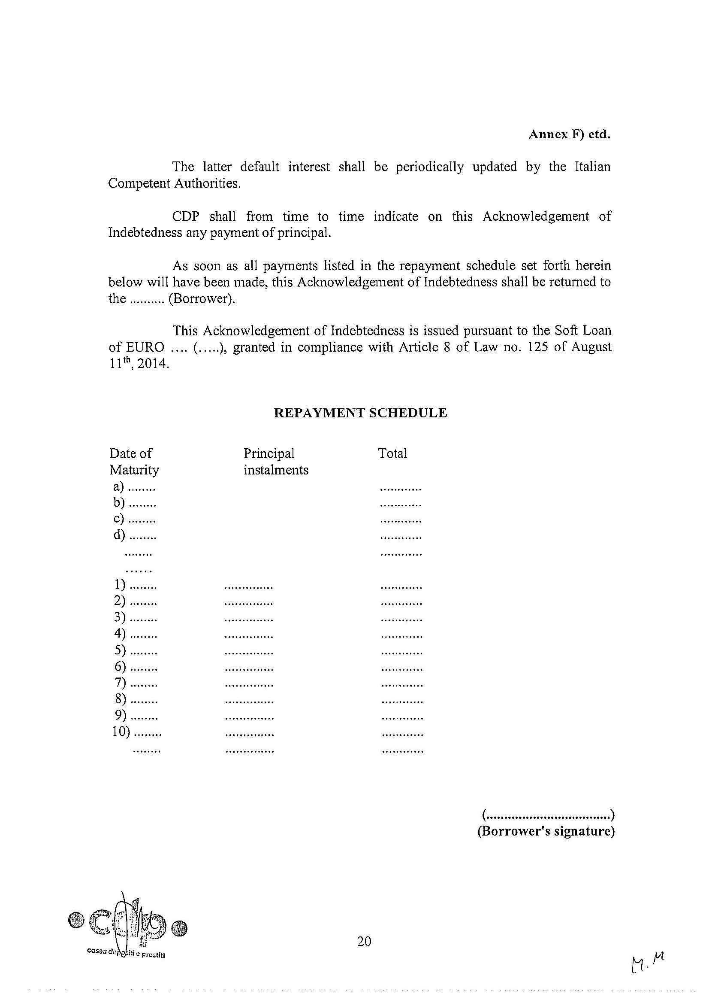 Annex F) ctd.
The latter default interest shall be periodically updated by the Italian
Competent Authorities.
CDP shall from time to time indicate on this Acknowledgement of
Indebtedness any payment of principal.
As soon as all payments listed in the repayment schedule set forth herein
below will have been made, this Acknowledgement of Indebtedness shall be returned to
the .......... (Borrower).
This Acknowledgement of Indebtedness is issued pursuant to the Soft Loan
of EURO .... (.....), granted in compliance with Article 8 of Law no. 125 of August
11th, 2014.
REPAYMENT SCHEDULE
Date of Principal Total
Maturity instalments
a) ........ ............
b) ........ ............
c) ........ ............
d) ........ ............
........ ............
......
1) ........ .............. ............
2) ........ .............. ............
3) ........ .............. ............
4) ........ .............. ............
5) ........ .............. ............
6) ........ .............. ............
7) ........ .............. ............
8) ........ .............. ............
9) ........ .............. ............
10) ........ .............. ............
........ .............. ............
(...................................)
(Borrower's signature)
cdp
cassa depositi e prestiti
20
M.M